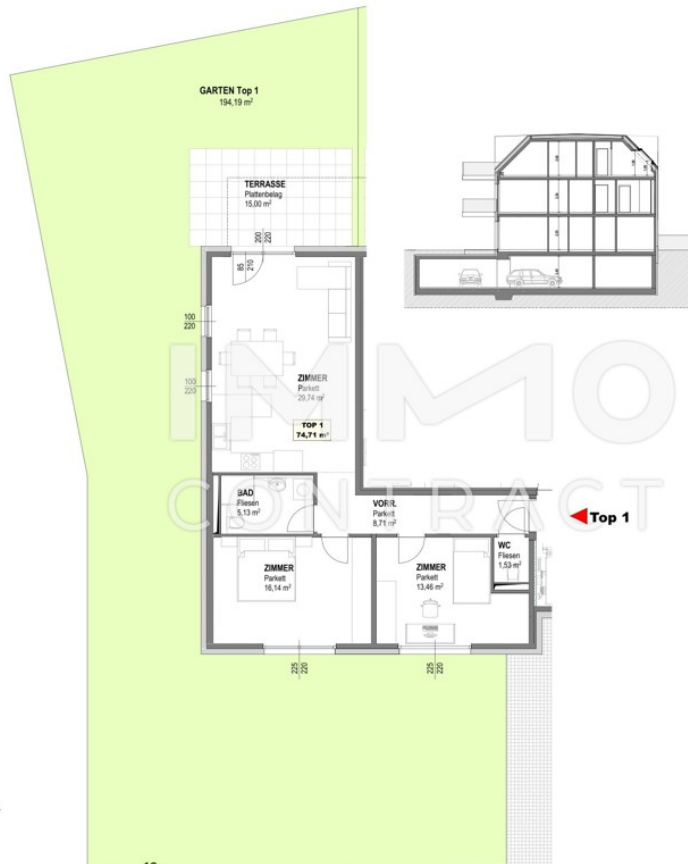 GARTEN Top 1
194,19 m²
TERRASSE
Plattenbelag
15,00 m²
200
220
85
210
100
220
100
220
ZIMMER
Parkett
29,74 m²
TOP 1
74,71 m²
IMMO
CONTRACT
BAD
Fliesen
5,13 m²
VORR.
Parkett
8,71 m²
Top 1
WC
Fliesen
1,53 m²
ZIMMER
Parkett
16,14 m²
ZIMMER
Parkett
13,46 m²
225
220
225
220